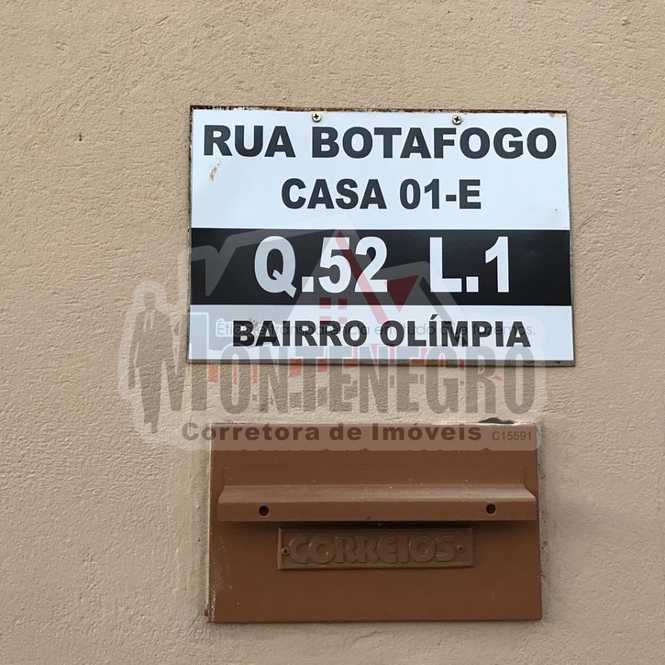 RUA BOTAFOGO
CASA 01-E
Q.52 L.1
BAIRRO OLÍMPIA
MONTENEGRO
Corretora de Imóveis C15591
CORREIOS